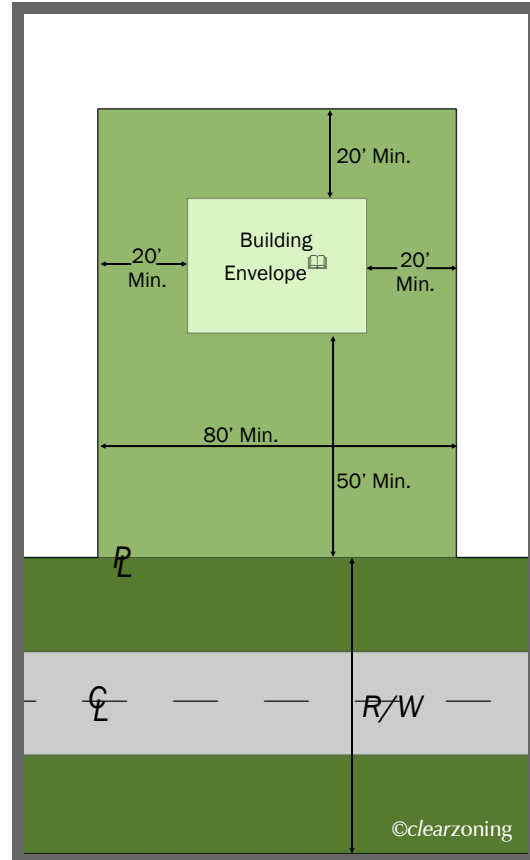 20’ Min.
Building
Envelope
20’
Min.
20’
Min.
80’ Min.
50’ Min.
PL
CL
R/W
©clearzoning